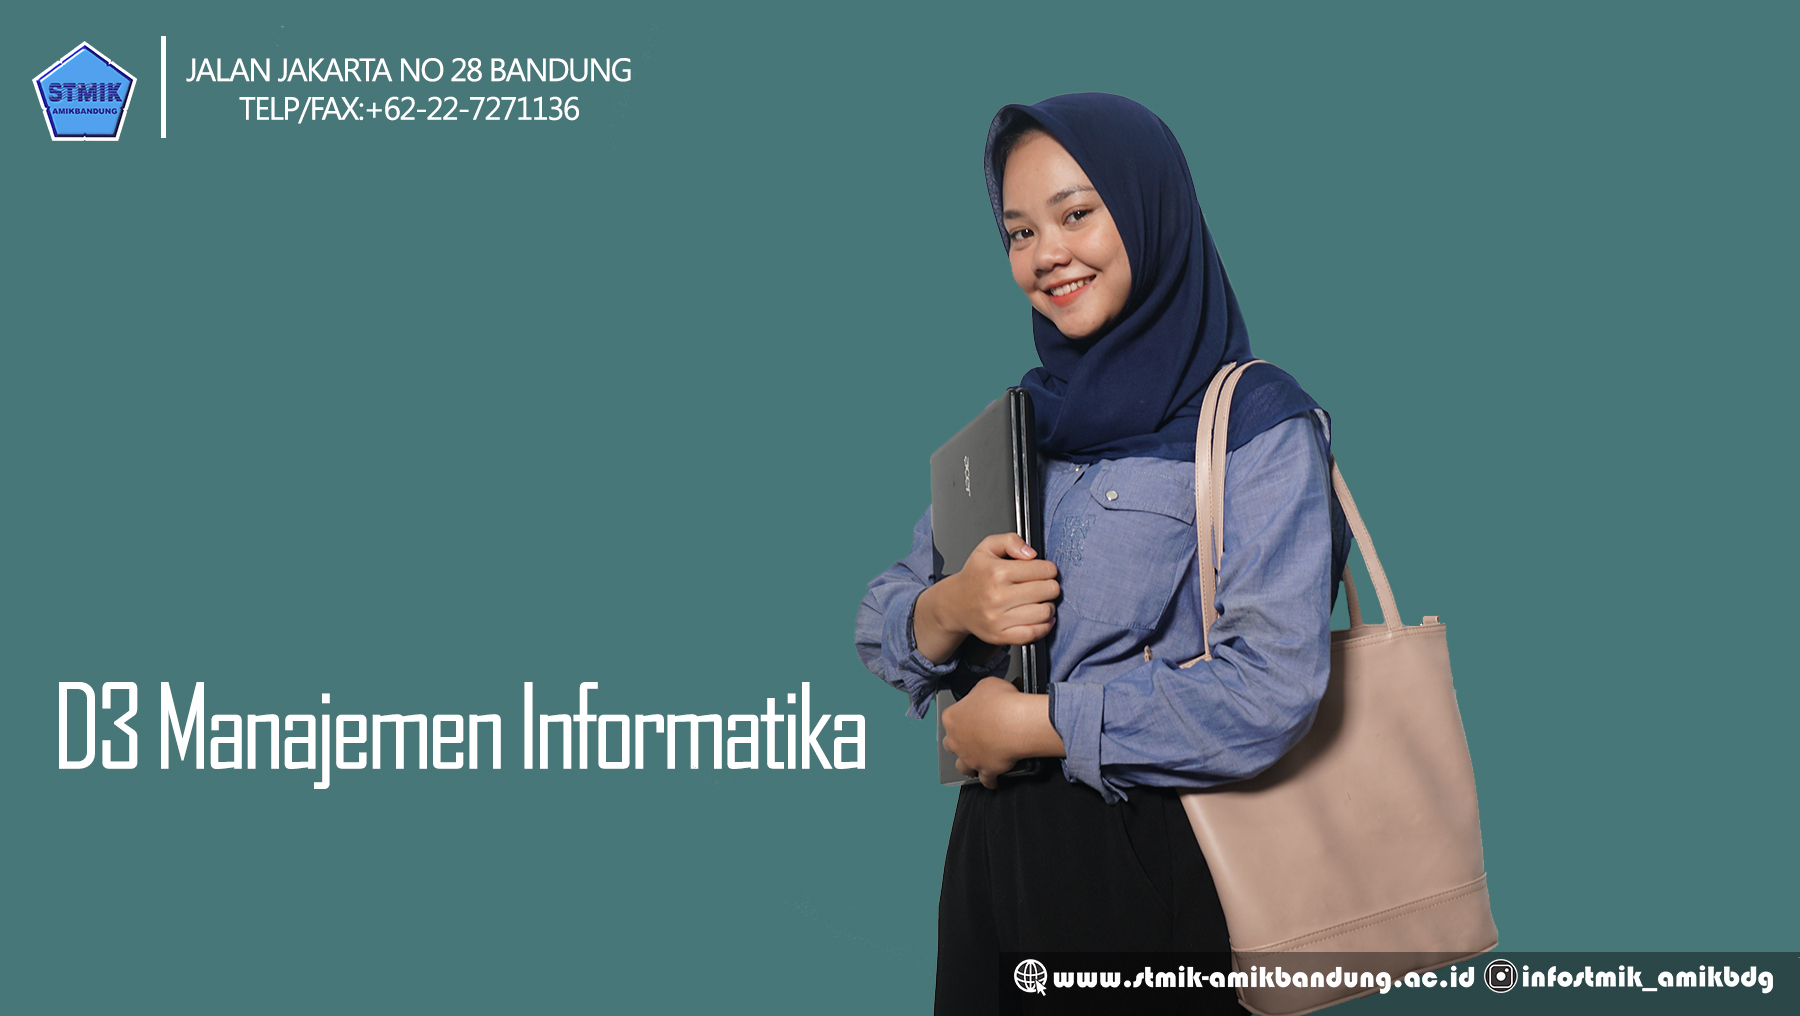 STMIK
AMIKBANDUNG
JALAN JAKARTA NO 28 BANDUNG
TELP/FAX:+62-22-7271136
acer
D3 Manajemen Informatika
www.stmik-amikbandung.ac.id infostmik_amikbdg